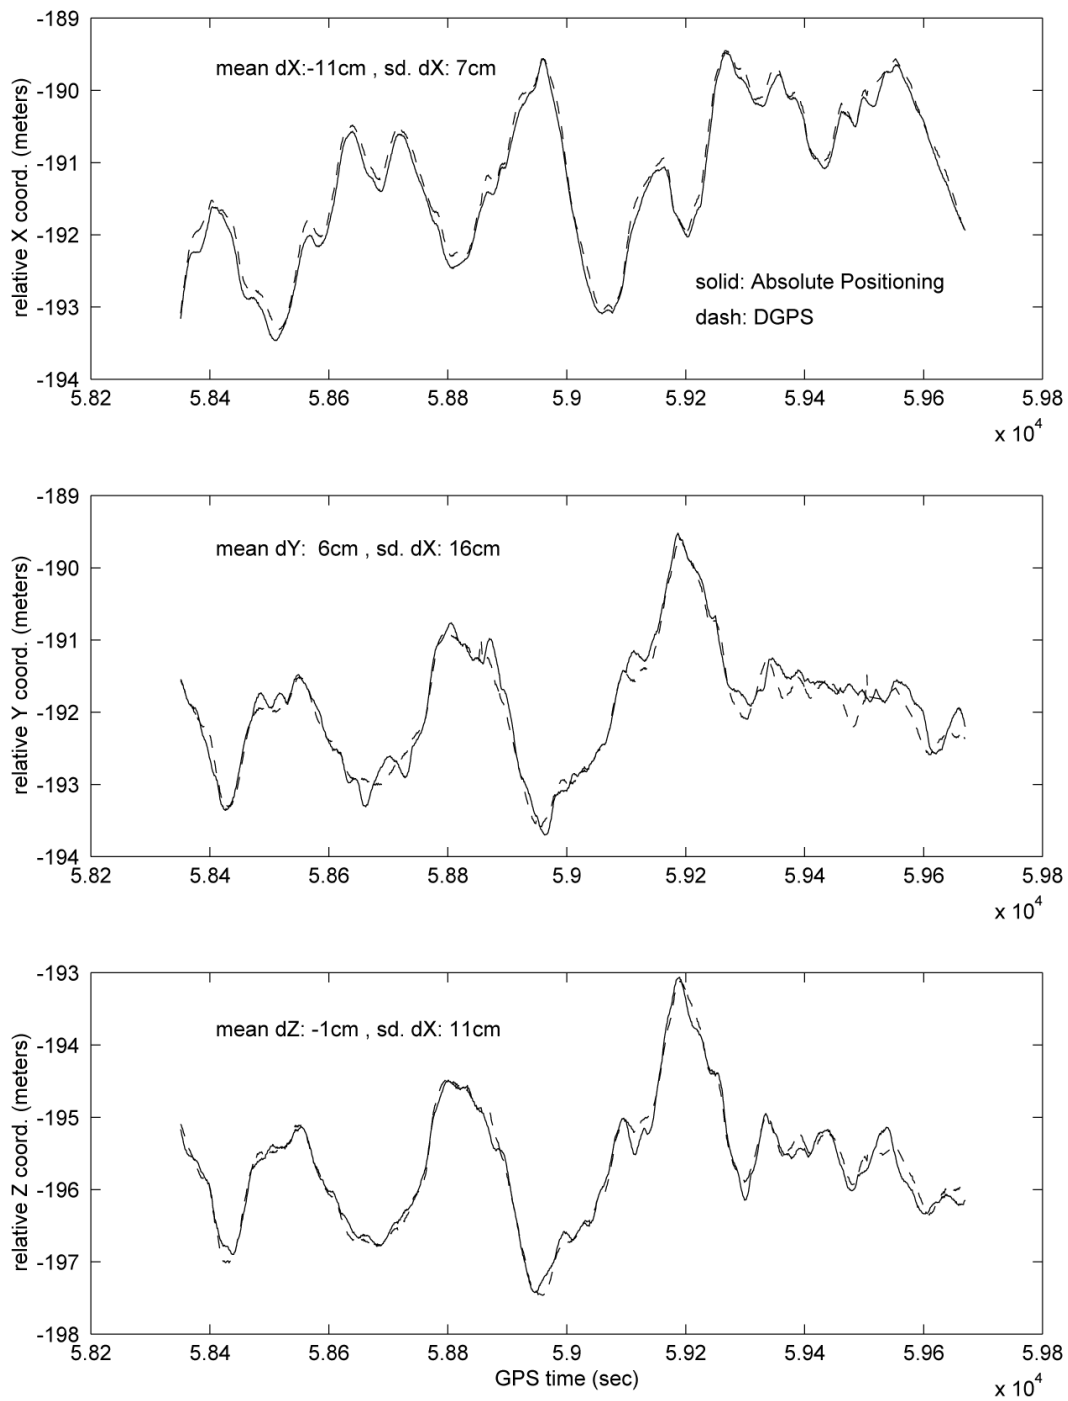 -189
mean dX:-11cm , sd. dX: 7cm
-190
-191
-192
-193
-194
relative X coord. (meters)
solid: Absolute Positioning
dash: DGPS
5.82 5.84 5.86 5.88 5.9 5.92 5.94 5.96 5.98
x 10^4
-189
mean dY: 6cm , sd. dX: 16cm
-190
-191
-192
-193
-194
relative Y coord. (meters)
5.82 5.84 5.86 5.88 5.9 5.92 5.94 5.96 5.98
x 10^4
-193
mean dZ: -1cm , sd. dX: 11cm
-194
-195
-196
-197
-198
relative Z coord. (meters)
5.82 5.84 5.86 5.88 5.9 5.92 5.94 5.96 5.98
GPS time (sec)
x 10^4